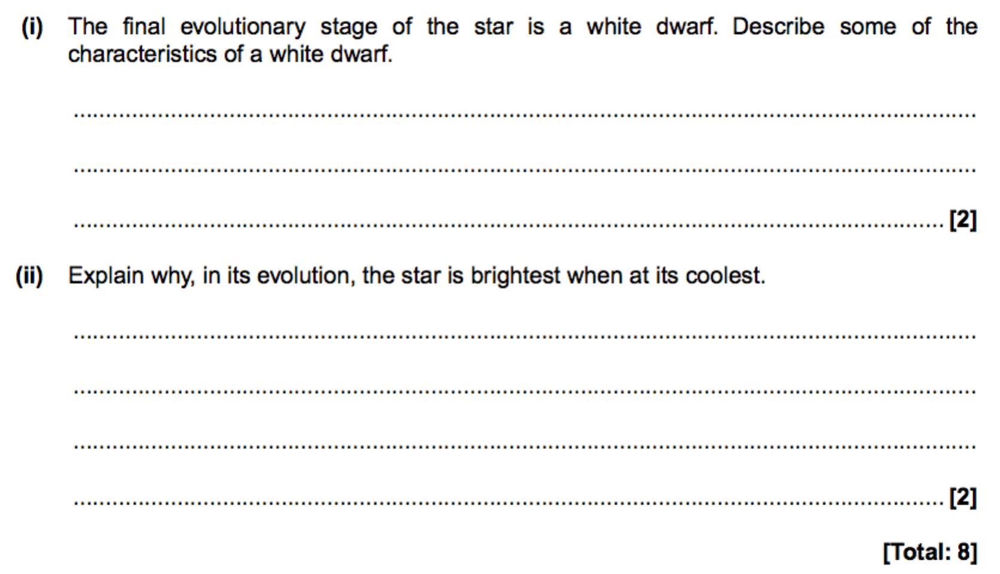 (i) The final evolutionary stage of the star is a white dwarf. Describe some of the
characteristics of a white dwarf.
[2]
(ii) Explain why, in its evolution, the star is brightest when at its coolest.
[2]
[Total: 8]